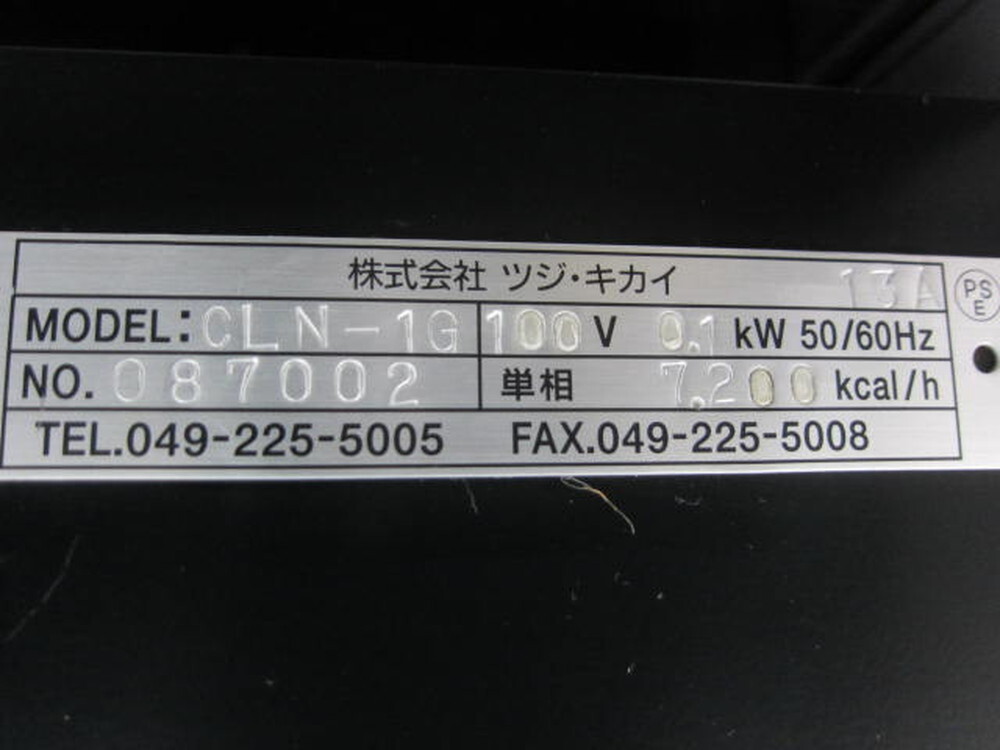 株式会社 ツジ・キカイ 13A
MODEL: CLN-1G 100 V 0.1 kW 50/60Hz
NO. 087002 単相 7.200 kcal/h
TEL.049-225-5005 FAX.049-225-5008
PS
E